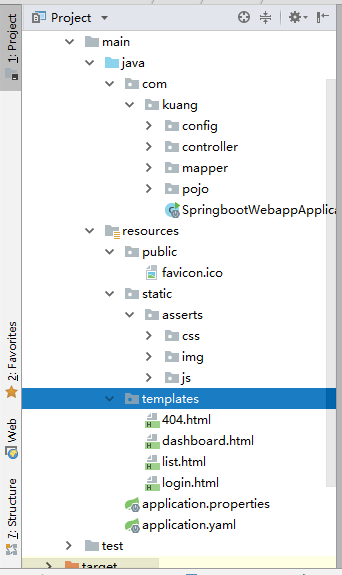 Project
main
java
com
kuang
config
controller
mapper
pojo
SpringbootWebappApplica
resources
public
favicon.ico
static
asserts
css
img
js
templates
404.html
dashboard.html
list.html
login.html
application.properties
application.yaml
test
target
1: Project
2: Favorites
Web
7: Structure